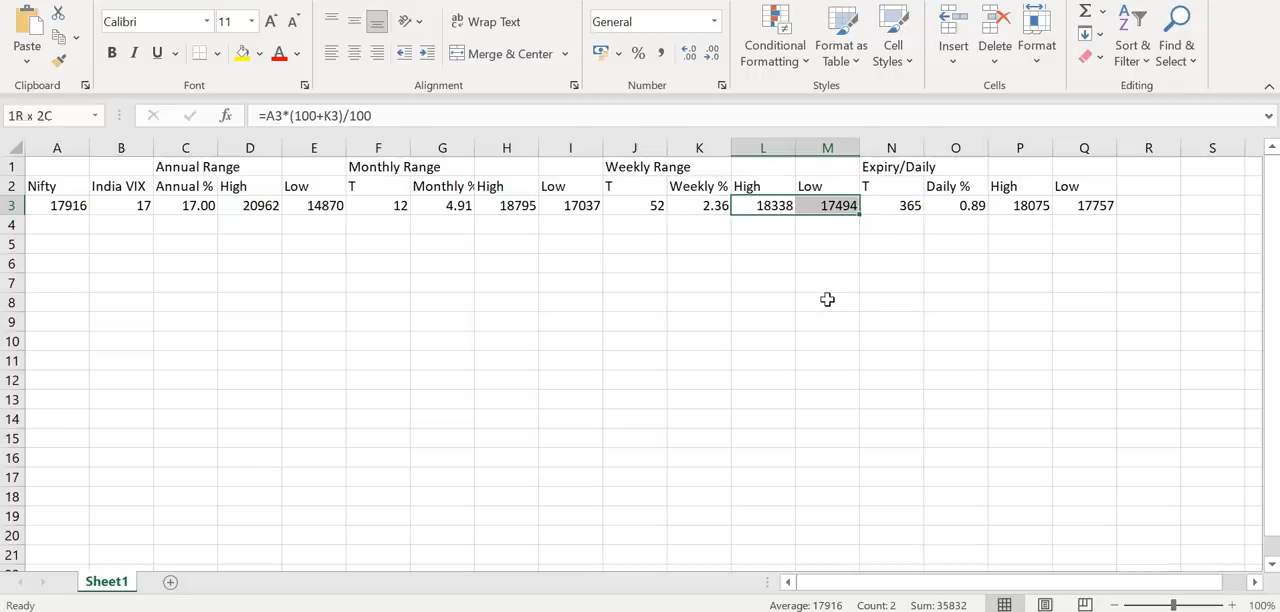 Calibri 11 Wrap Text General
Paste B I U Merge & Center % , Conditional Formatting Format as Table Cell Styles Insert Delete Format Sort & Filter Find & Select
Clipboard Font Alignment Number Styles Cells Editing
1R x 2C fx =A3*(100+K3)/100
A B C D E F G H I J K L M N O P Q R S
1 Annual Range Monthly Range Weekly Range Expiry/Daily
2 Nifty India VIX Annual % High Low T Monthly % High Low T Weekly % High Low T Daily % High Low
3 17916 17 17.00 20962 14870 12 4.91 18795 17037 52 2.36 18338 17494 365 0.89 18075 17757
4
5
6
7
8
9
10
11
12
13
14
15
16
17
18
19
20
21
Sheet1
Ready Average: 17916 Count: 2 Sum: 35832 100%